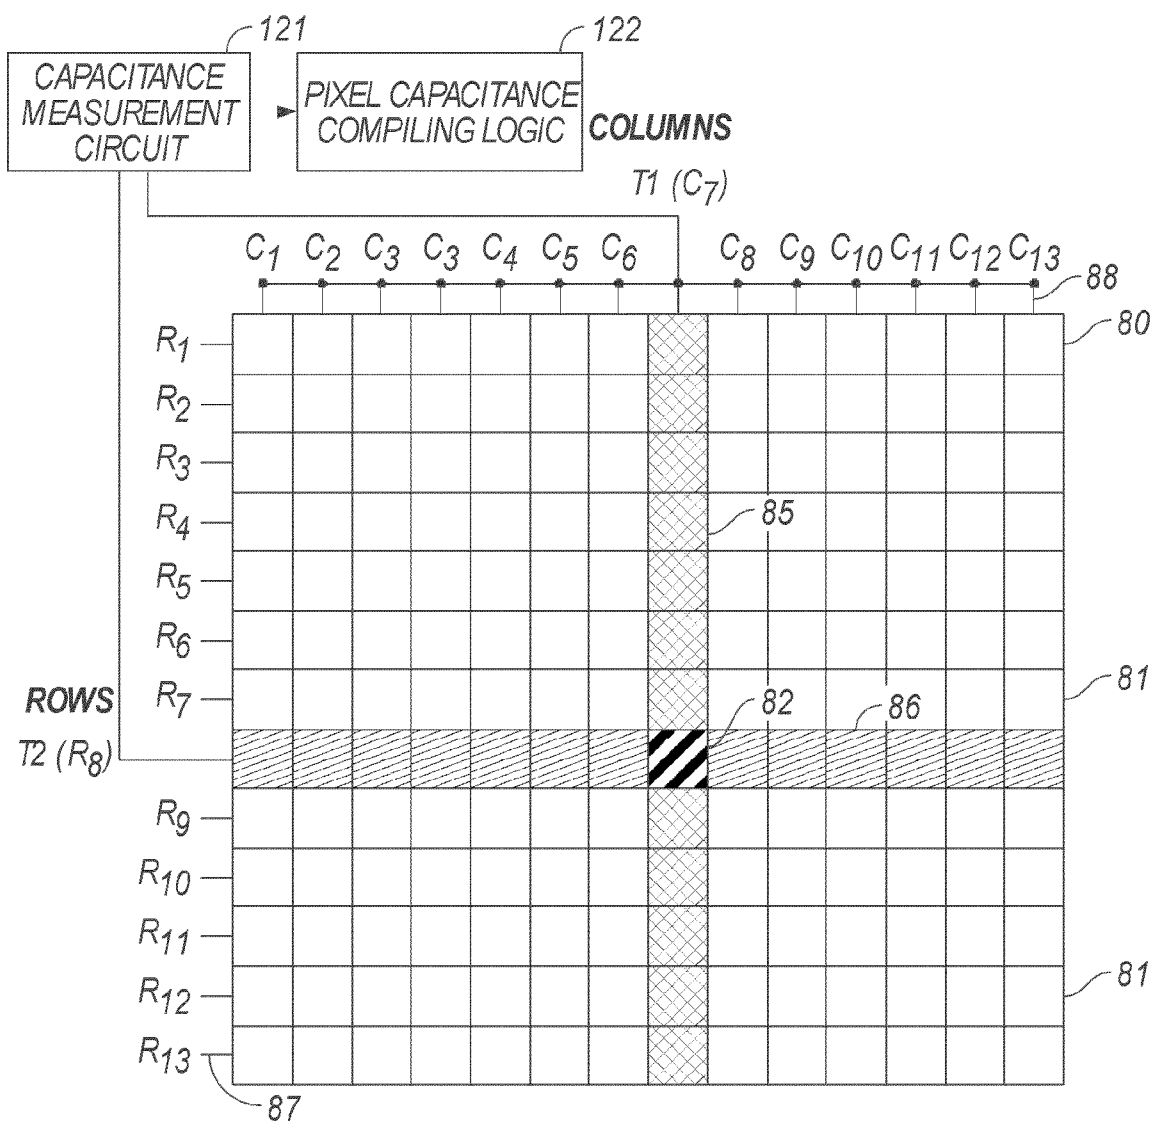 121
122
CAPACITANCE
MEASUREMENT
CIRCUIT
PIXEL CAPACITANCE
COMPILING LOGIC
COLUMNS
T1 (C7)
C1 C2 C3 C3 C4 C5 C6 C8 C9 C10 C11 C12 C13
88
80
R1
R2
R3
R4
85
R5
R6
81
ROWS
R7
82
86
T2 (R8)
R9
R10
R11
81
R12
R13
87